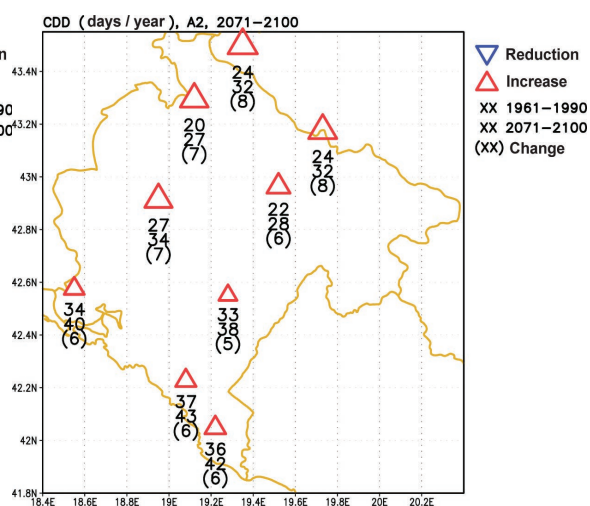 CDD (days / year), A2, 2071−2100
n
90
00
Reduction
Increase
XX 1961−1990
XX 2071−2100
(XX) Change
43.4N
43.2N
43N
42.8N
42.6N
42.4N
42.2N
42N
41.8N
24
32
(8)
20
27
(7)
24
32
(8)
22
28
(6)
27
34
(7)
34
40
(6)
33
38
(5)
37
43
(6)
36
42
(6)
18.4E 18.6E 18.8E 19E 19.2E 19.4E 19.6E 19.8E 20E 20.2E